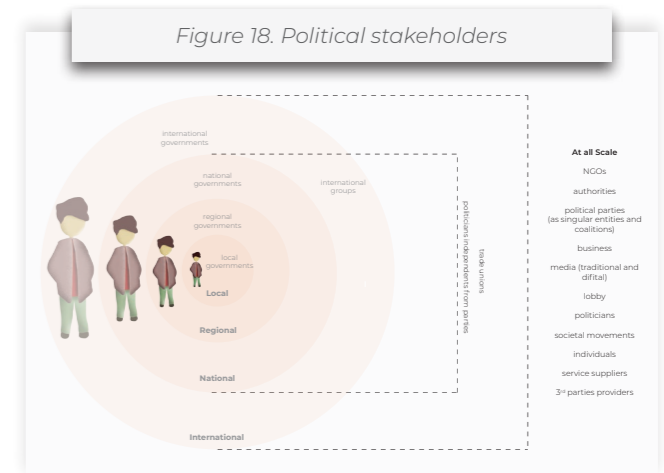 Figure 18. Political stakeholders
international
governments
national
governments
international
groups
regional
governments
local
governments
Local
Regional
National
International
politicians independents from parties
trade unions
At all Scale
NGOs
authorities
political parties
(as singular entities and
coalitions)
business
media (traditional and
difital)
lobby
politicians
societal movements
individuals
service suppliers
3rd parties providers